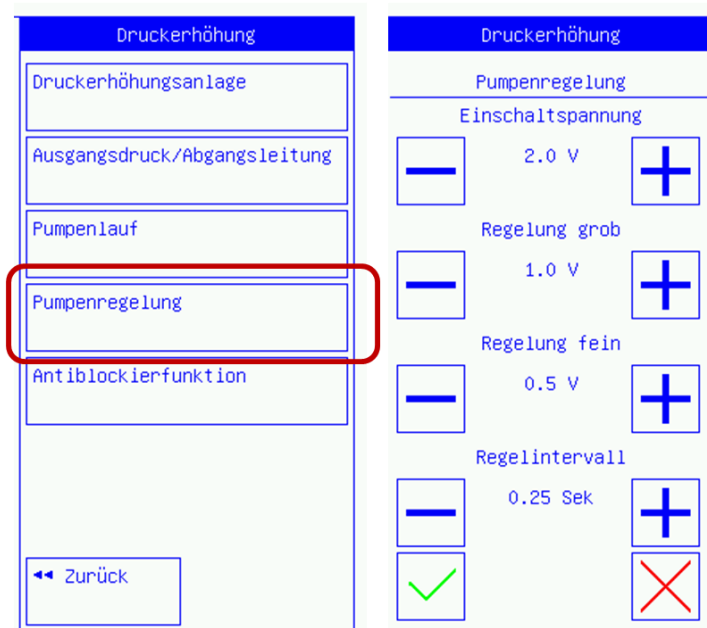 Druckerhöhung
Druckerhöhungsanlage
Ausgangsdruck/Abgangsleitung
Pumpenlauf
Pumpenregelung
Antiblockierfunktion
◄◄ Zurück
Druckerhöhung
Pumpenregelung
Einschaltspannung
2.0 V
Regelung grob
1.0 V
Regelung fein
0.5 V
Regelintervall
0.25 Sek